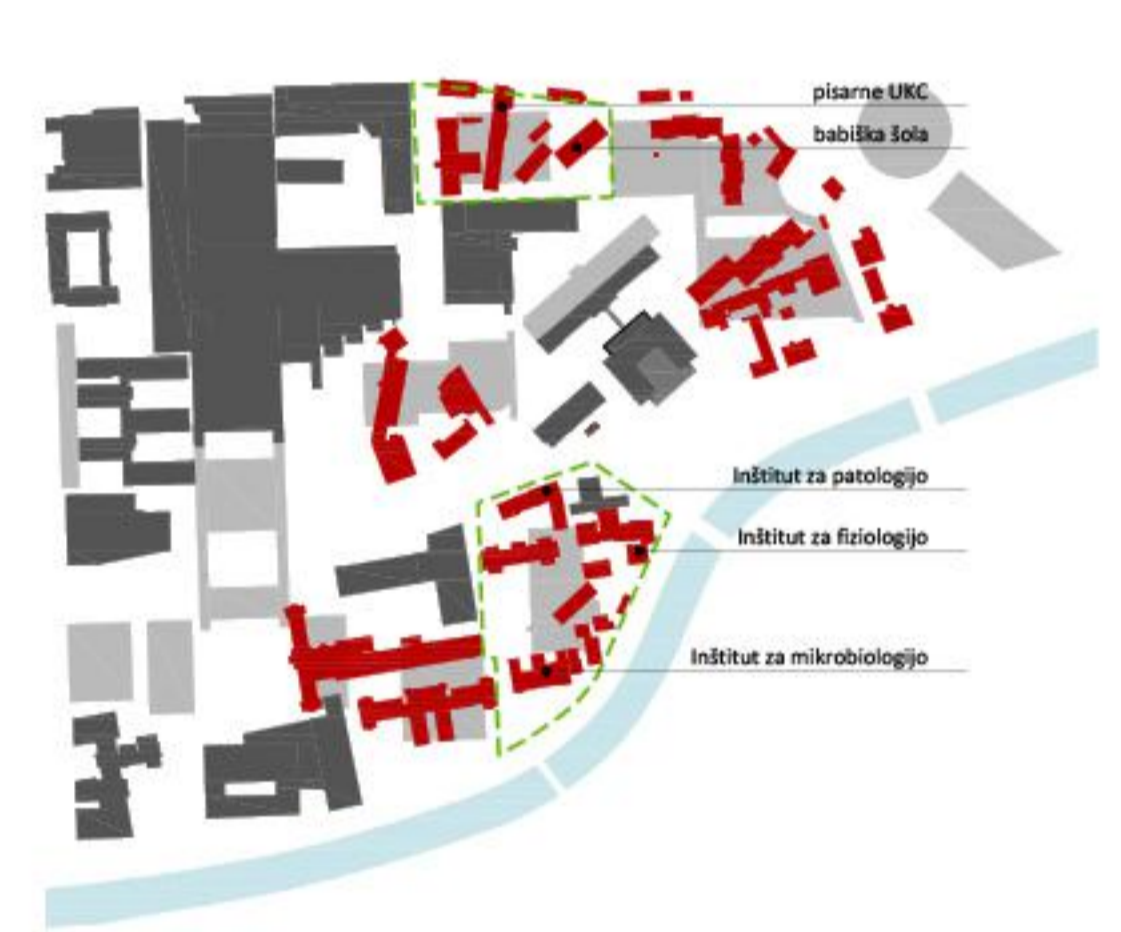 pisarne UKC
babiška šola
Inštitut za patologijo
Inštitut za fiziologijo
Inštitut za mikrobiologijo